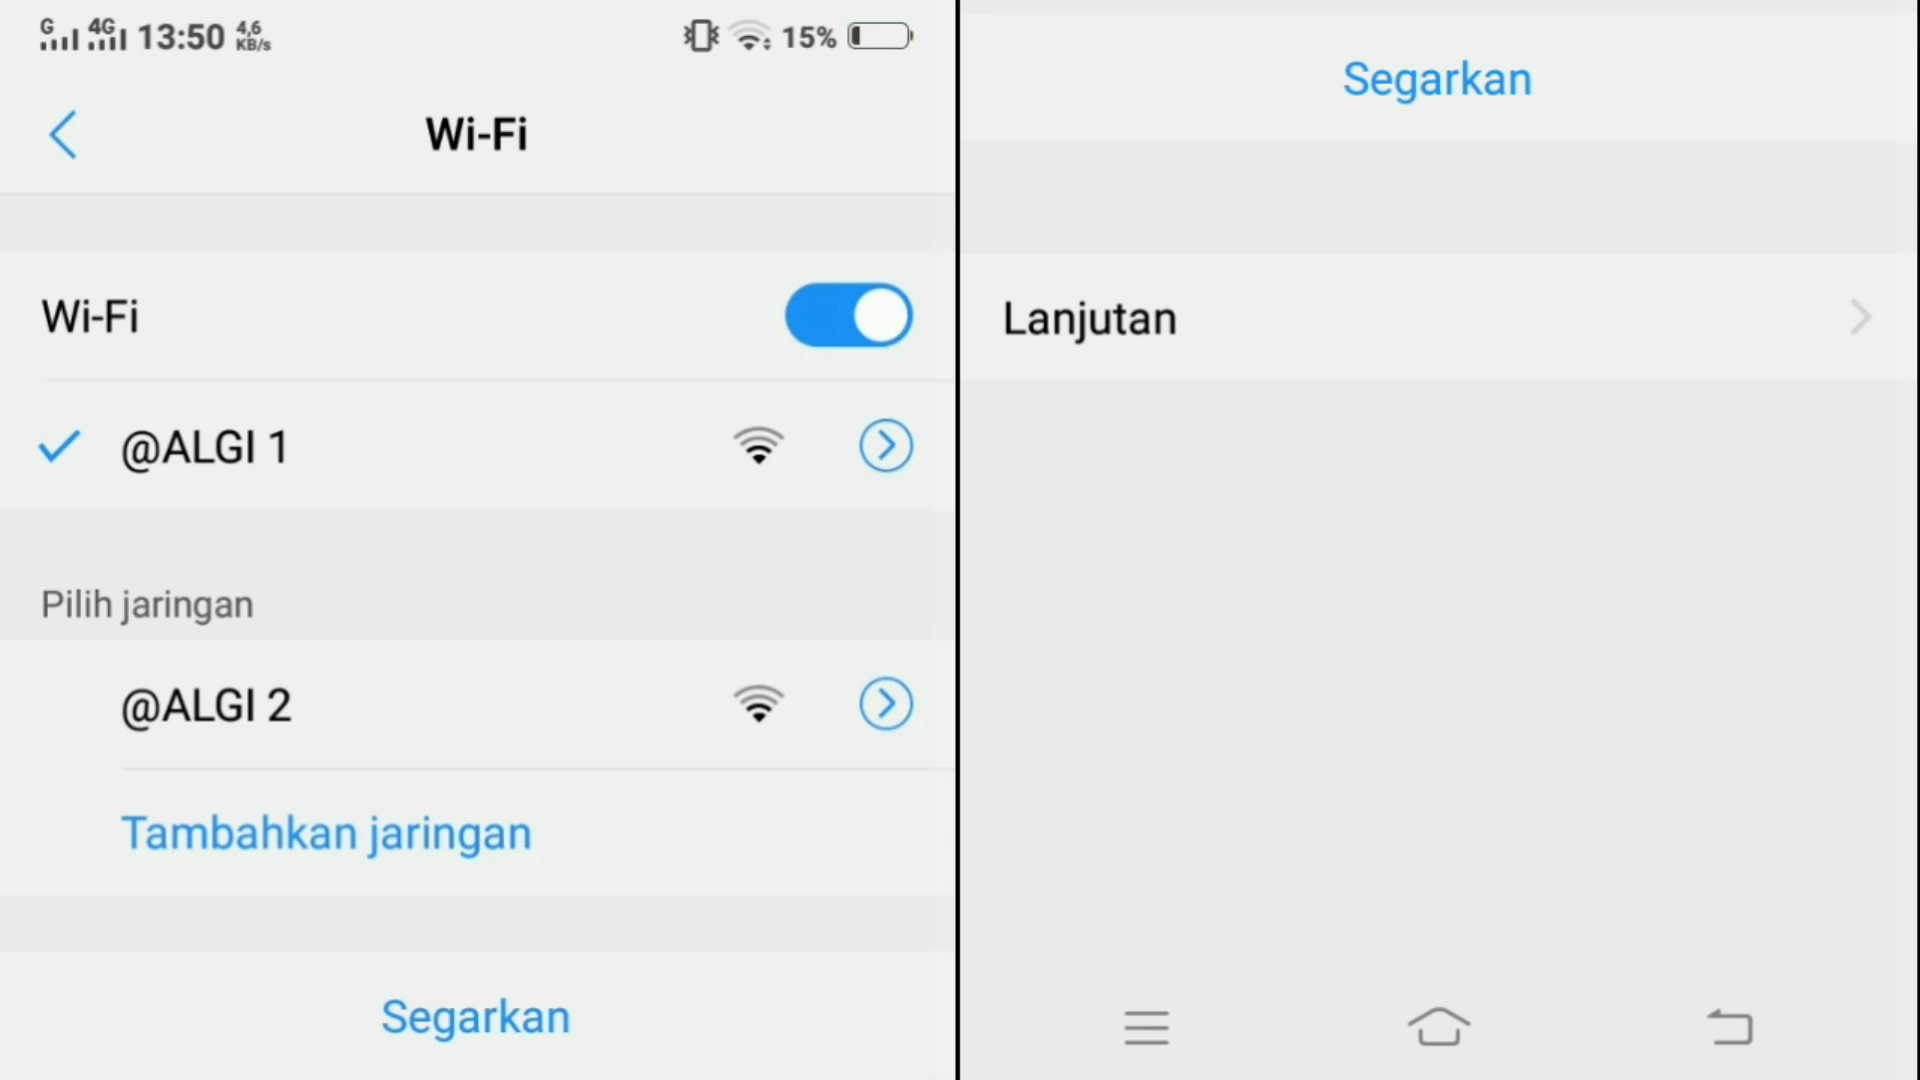 G 4G 13:50 4,6 KB/s 15%
Wi-Fi
Wi-Fi
@ALGI 1
Pilih jaringan
@ALGI 2
Tambahkan jaringan
Segarkan
Segarkan
Lanjutan